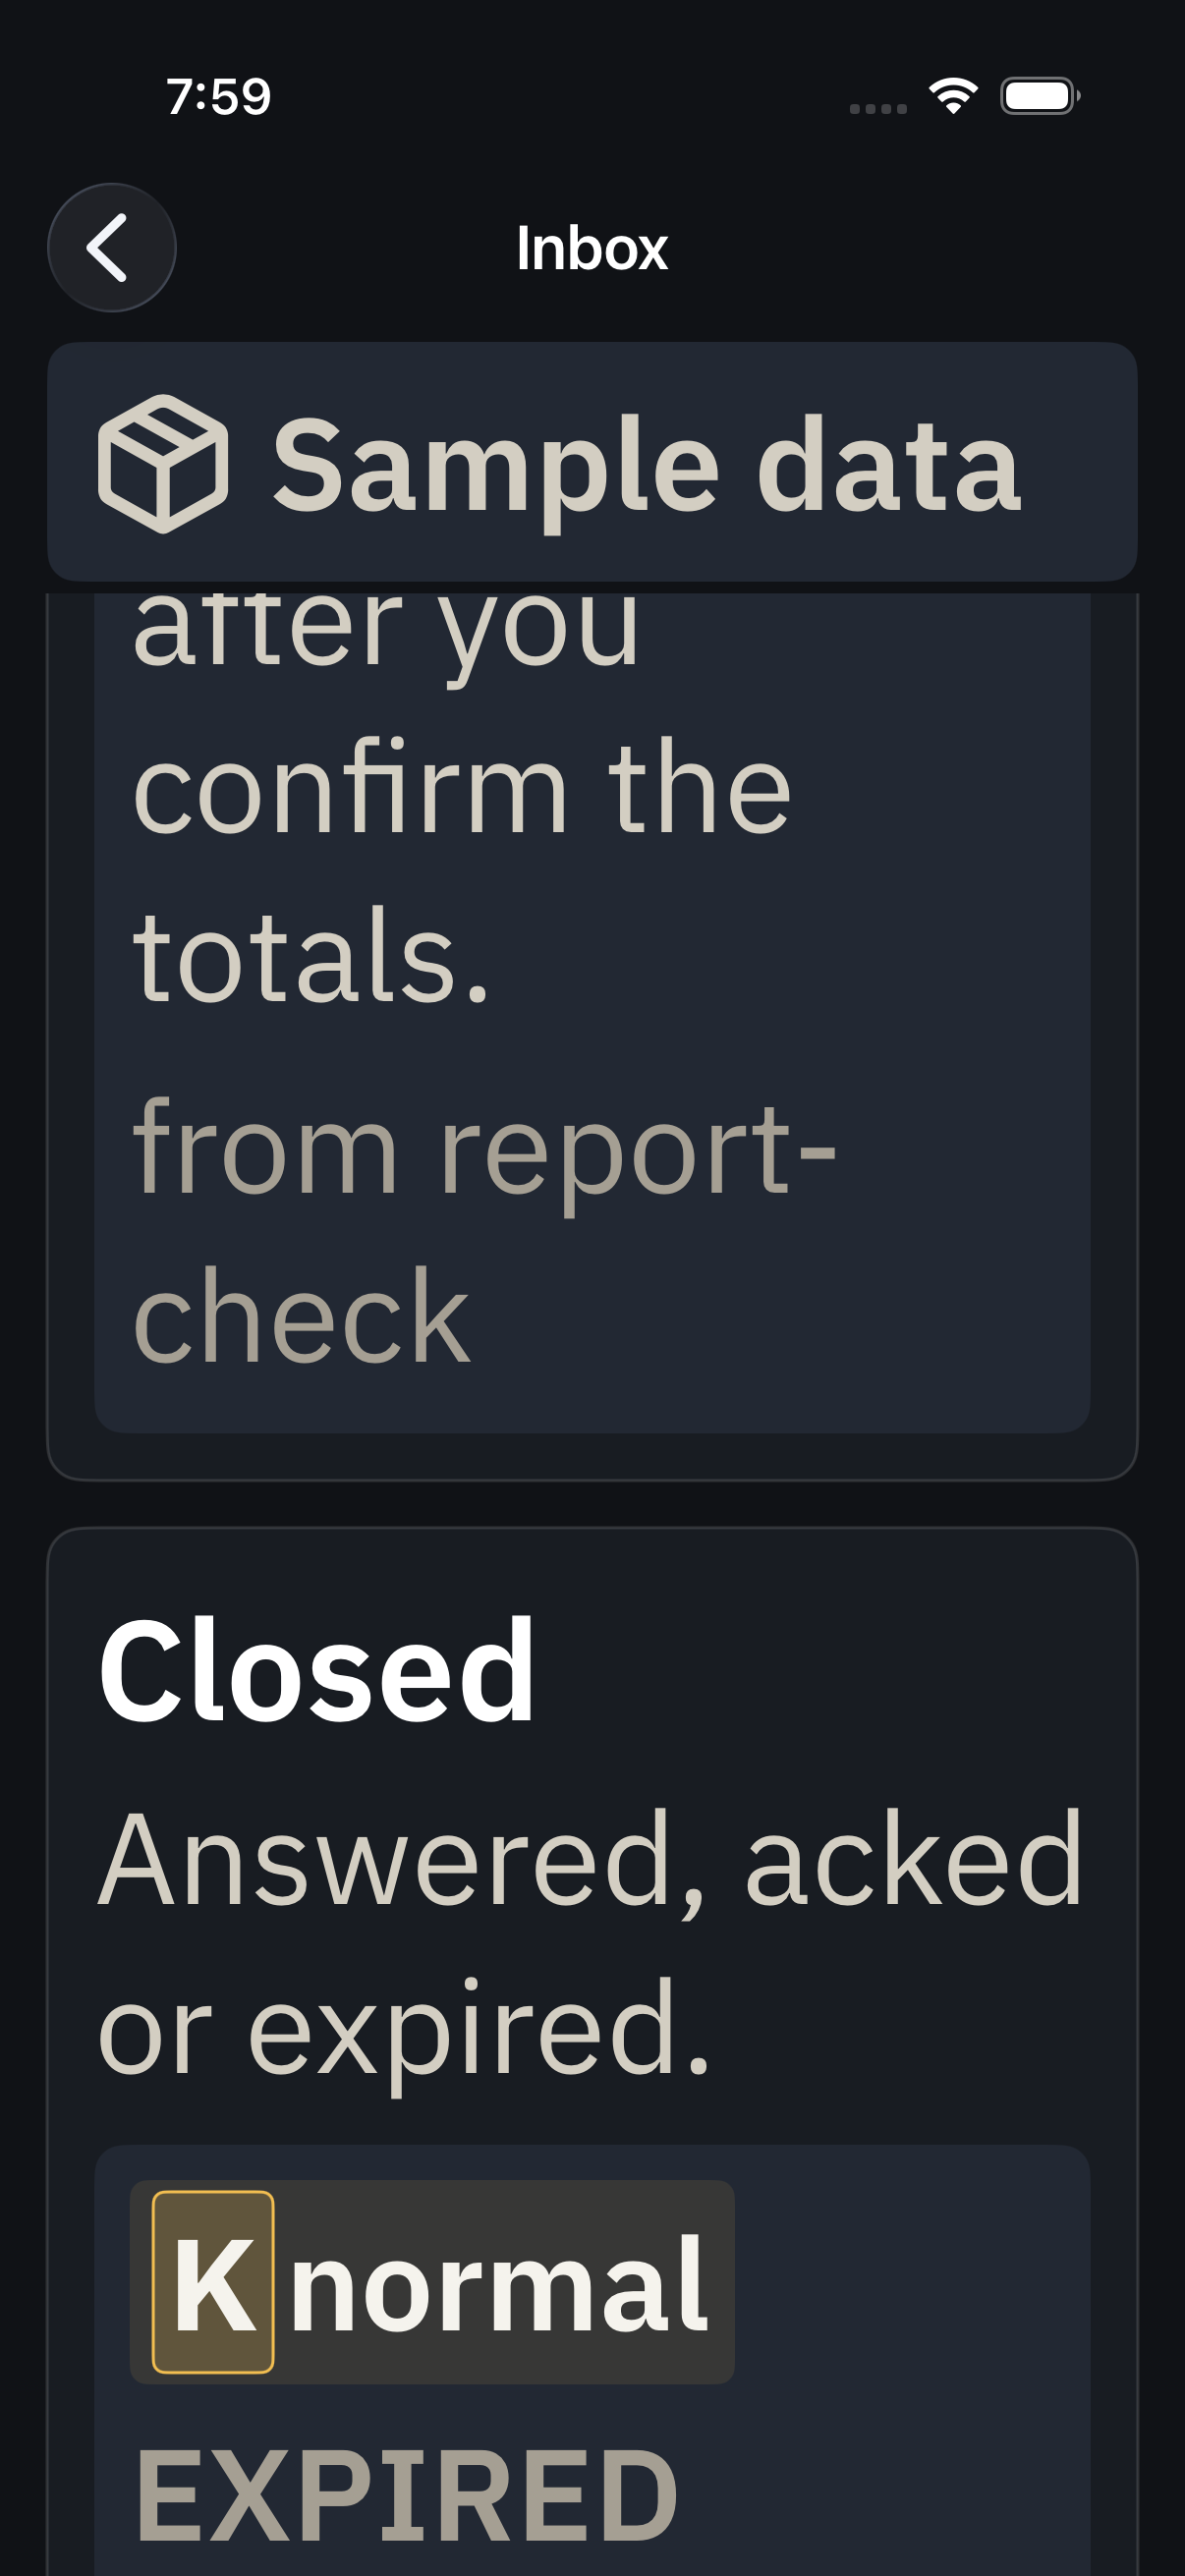 7:59
Inbox
Sample data
after you
confirm the
totals.
from report-
check
Closed
Answered, acked
or expired.
K normal
EXPIRED